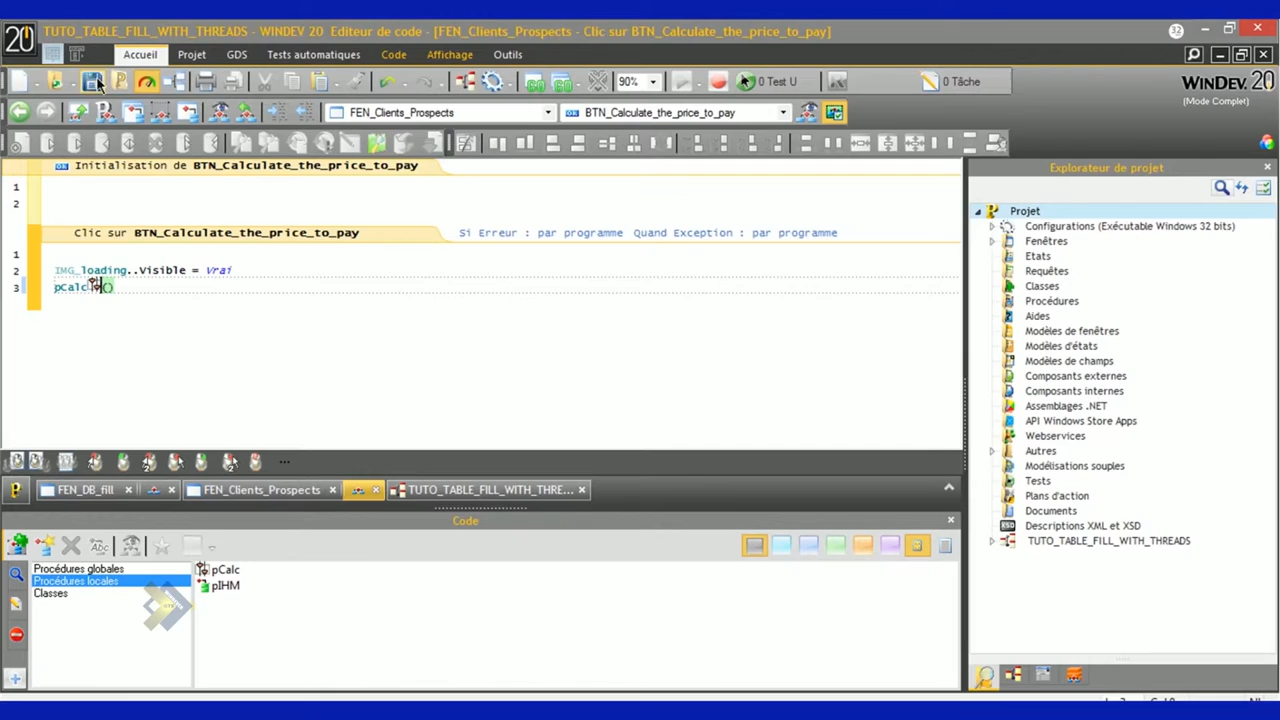 20
TUTO_TABLE_FILL_WITH_THREADS - WINDEV 20 Editeur de code - [FEN_Clients_Prospects - Clic sur BTN_Calculate_the_price_to_pay]
32
Accueil Projet GDS Tests automatiques Code Affichage Outils
90% 0 Test U 0 Tâche
WINDEV 20
(Mode Complet)
FEN_Clients_Prospects BTN_Calculate_the_price_to_pay
Initialisation de BTN_Calculate_the_price_to_pay
1
2
Clic sur BTN_Calculate_the_price_to_pay Si Erreur : par programme Quand Exception : par programme
1
2 IMG_loading..Visible = Vrai
3 pCalc()
Explorateur de projet
Projet
Configurations (Exécutable Windows 32 bits)
Fenêtres
Etats
Requêtes
Classes
Procédures
Aides
Modèles de fenêtres
Modèles d'états
Modèles de champs
Composants externes
Composants internes
Assemblages .NET
API Windows Store Apps
Webservices
Autres
Modélisations souples
Tests
Plans d'action
Documents
Descriptions XML et XSD
TUTO_TABLE_FILL_WITH_THREADS
FEN_DB_fill FEN_Clients_Prospects TUTO_TABLE_FILL_WITH_THRE...
Code
Abc
Procédures globales
Procédures locales
Classes
pCalc
pIHM